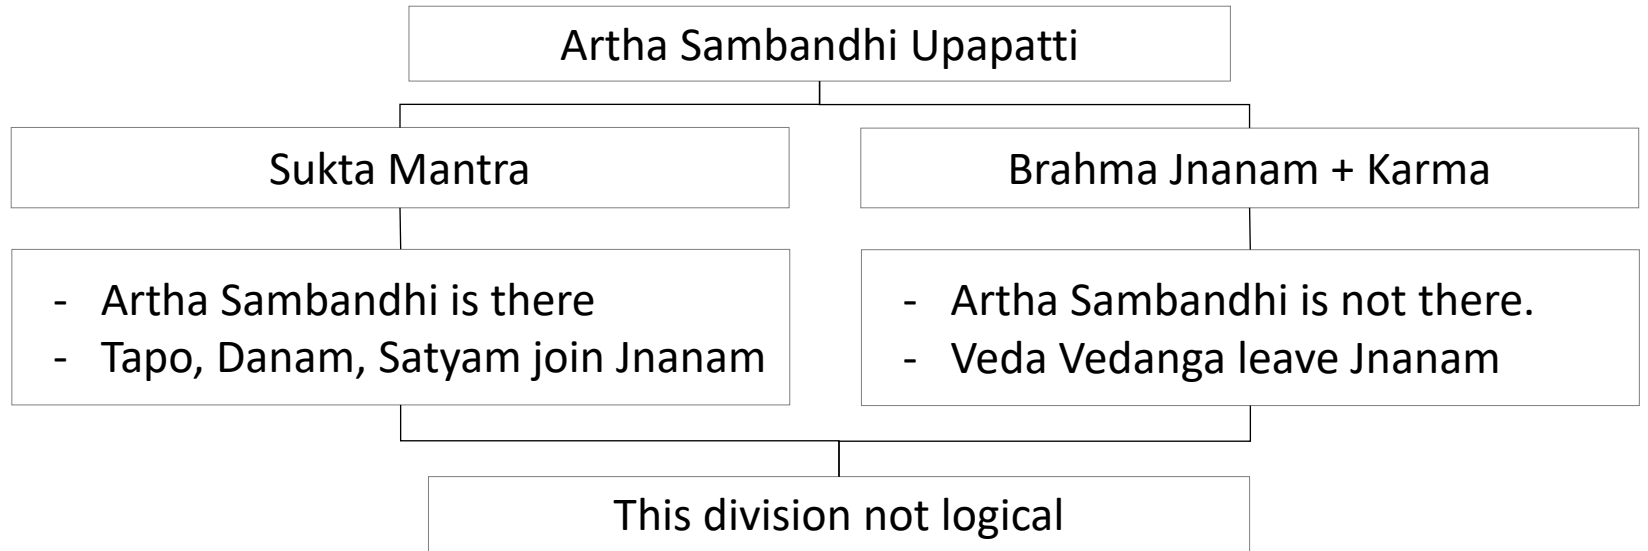 Artha Sambandhi Upapatti
Sukta Mantra
Brahma Jnanam + Karma
- Artha Sambandhi is there
- Tapo, Danam, Satyam join Jnanam
- Artha Sambandhi is not there.
- Veda Vedanga leave Jnanam
This division not logical